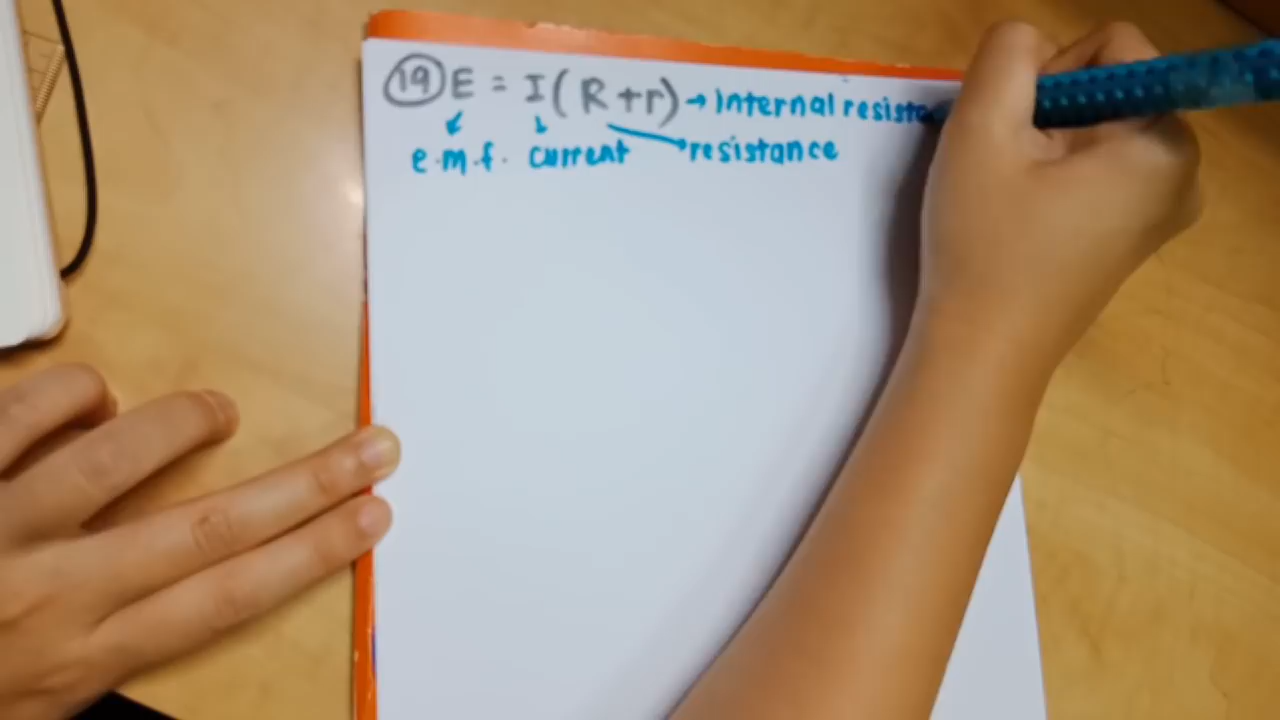 19 E = I ( R + r ) → Internal
e.m.f. current resistance